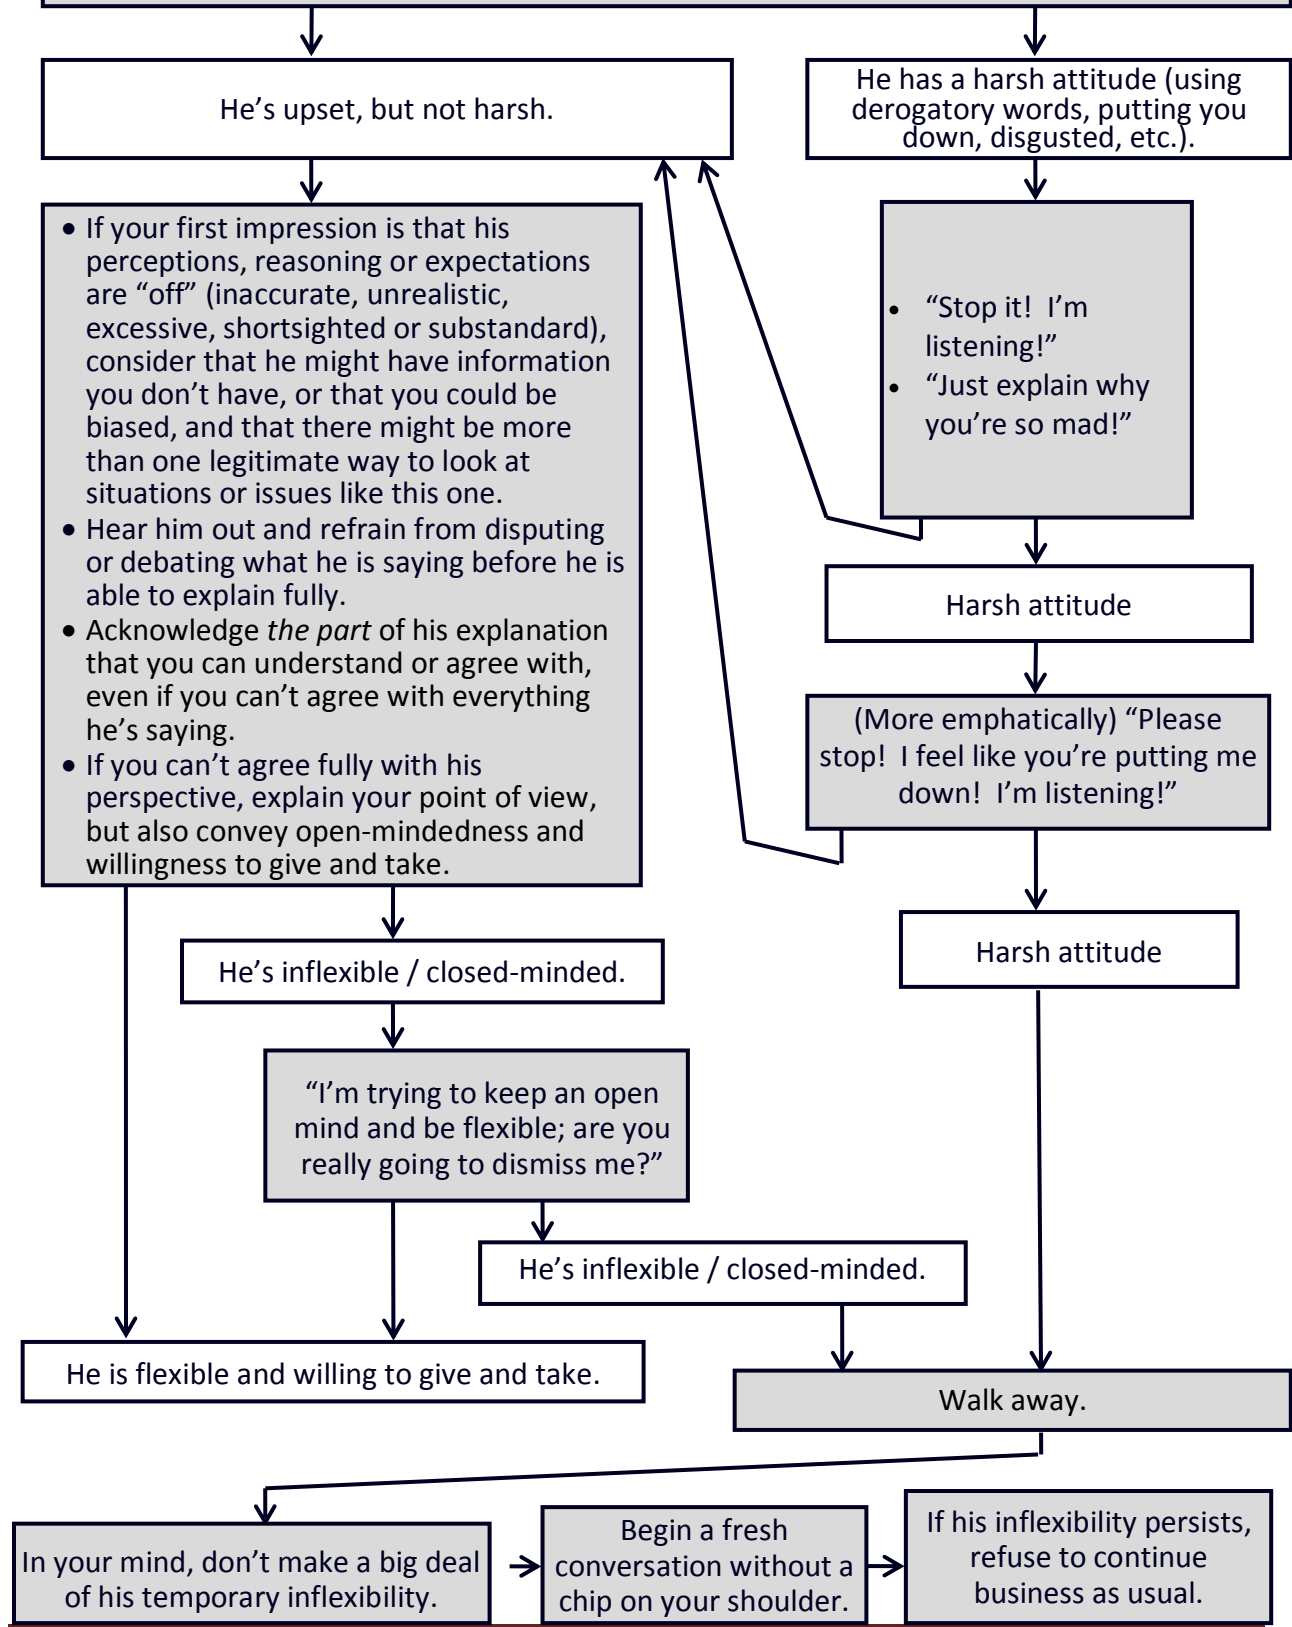 He’s upset, but not harsh.
He has a harsh attitude (using
derogatory words, putting you
down, disgusted, etc.).
• If your first impression is that his
perceptions, reasoning or expectations
are “off” (inaccurate, unrealistic,
excessive, shortsighted or substandard),
consider that he might have information
you don’t have, or that you could be
biased, and that there might be more
than one legitimate way to look at
situations or issues like this one.
• Hear him out and refrain from disputing
or debating what he is saying before he is
able to explain fully.
• Acknowledge the part of his explanation
that you can understand or agree with,
even if you can’t agree with everything
he’s saying.
• If you can’t agree fully with his
perspective, explain your point of view,
but also convey open-mindedness and
willingness to give and take.
• “Stop it!  I’m
listening!”
• “Just explain why
you’re so mad!”
Harsh attitude
(More emphatically) “Please
stop!  I feel like you’re putting me
down!  I’m listening!”
Harsh attitude
He’s inflexible / closed-minded.
“I’m trying to keep an open
mind and be flexible; are you
really going to dismiss me?”
He’s inflexible / closed-minded.
He is flexible and willing to give and take.
Walk away.
In your mind, don’t make a big deal
of his temporary inflexibility.
Begin a fresh
conversation without a
chip on your shoulder.
If his inflexibility persists,
refuse to continue
business as usual.